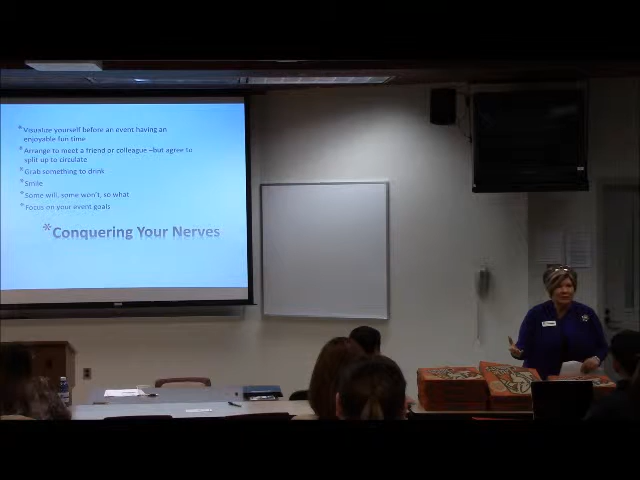 *Visualize yourself before an event having an
enjoyable fun time
*Arrange to meet a friend or colleague –but agree to
split up to circulate
*Grab something to drink
*Smile
*Some will, some won't, so what
*Focus on your event goals
*Conquering Your Nerves